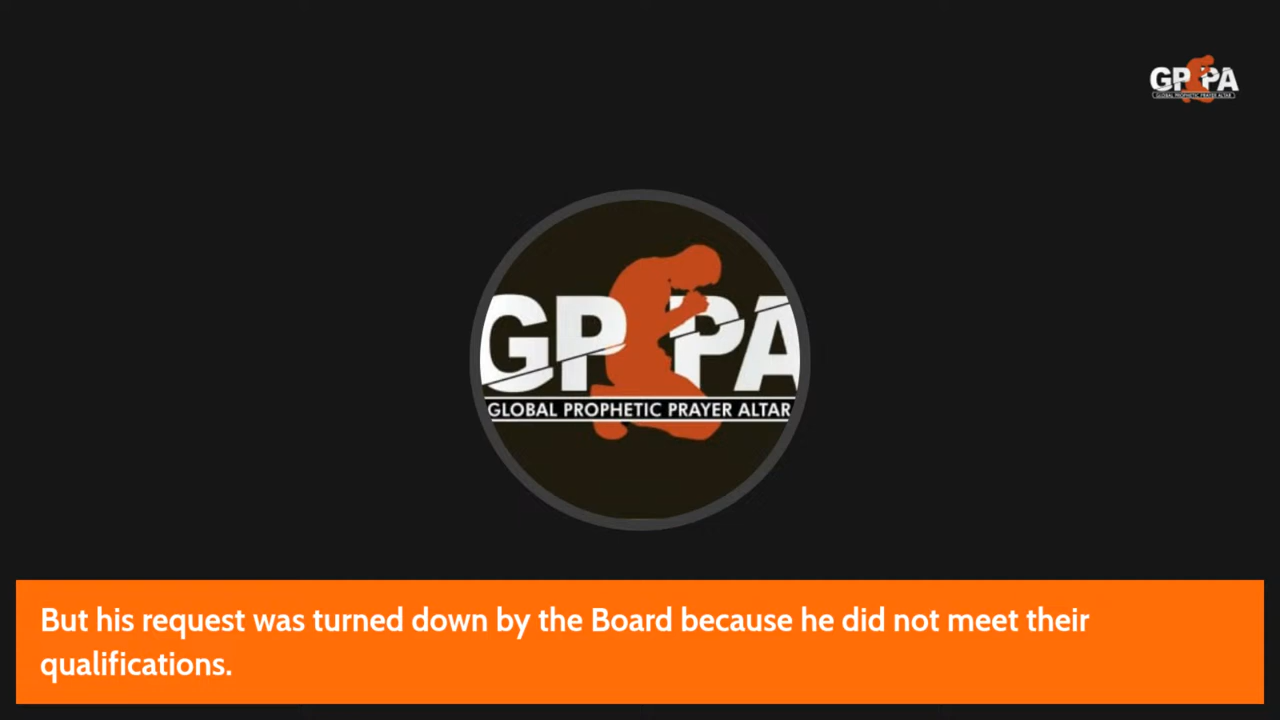 GPPA
GLOBAL PROPHETIC PRAYER ALTAR
GPPA
GLOBAL PROPHETIC PRAYER ALTAR
But his request was turned down by the Board because he did not meet their
qualifications.